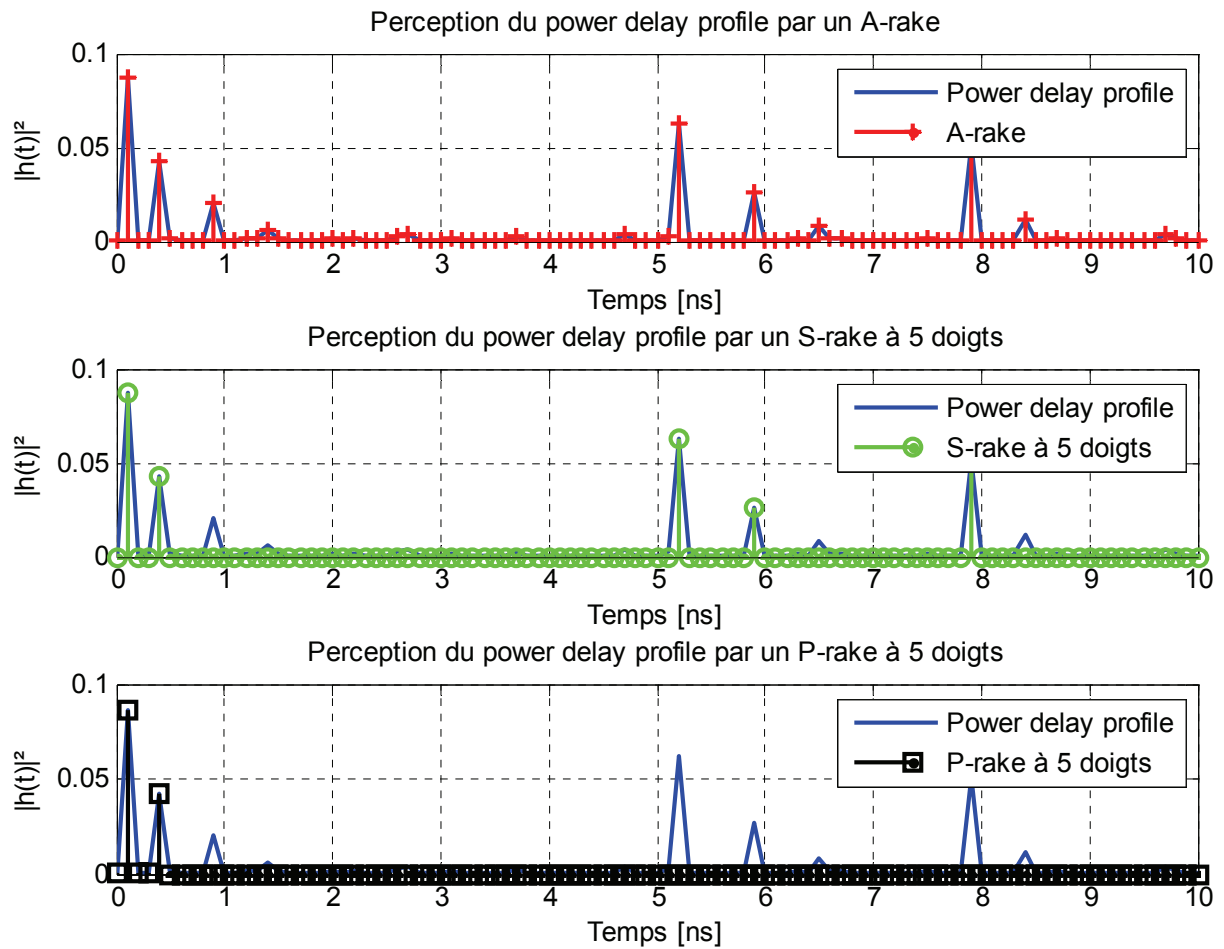 Perception du power delay profile par un A-rake
|h(t)|²
0.1
0.05
0
Power delay profile
A-rake
0 1 2 3 4 5 6 7 8 9 10
Temps [ns]
Perception du power delay profile par un S-rake à 5 doigts
|h(t)|²
0.1
0.05
0
Power delay profile
S-rake à 5 doigts
0 1 2 3 4 5 6 7 8 9 10
Temps [ns]
Perception du power delay profile par un P-rake à 5 doigts
|h(t)|²
0.1
0.05
0
Power delay profile
P-rake à 5 doigts
0 1 2 3 4 5 6 7 8 9 10
Temps [ns]